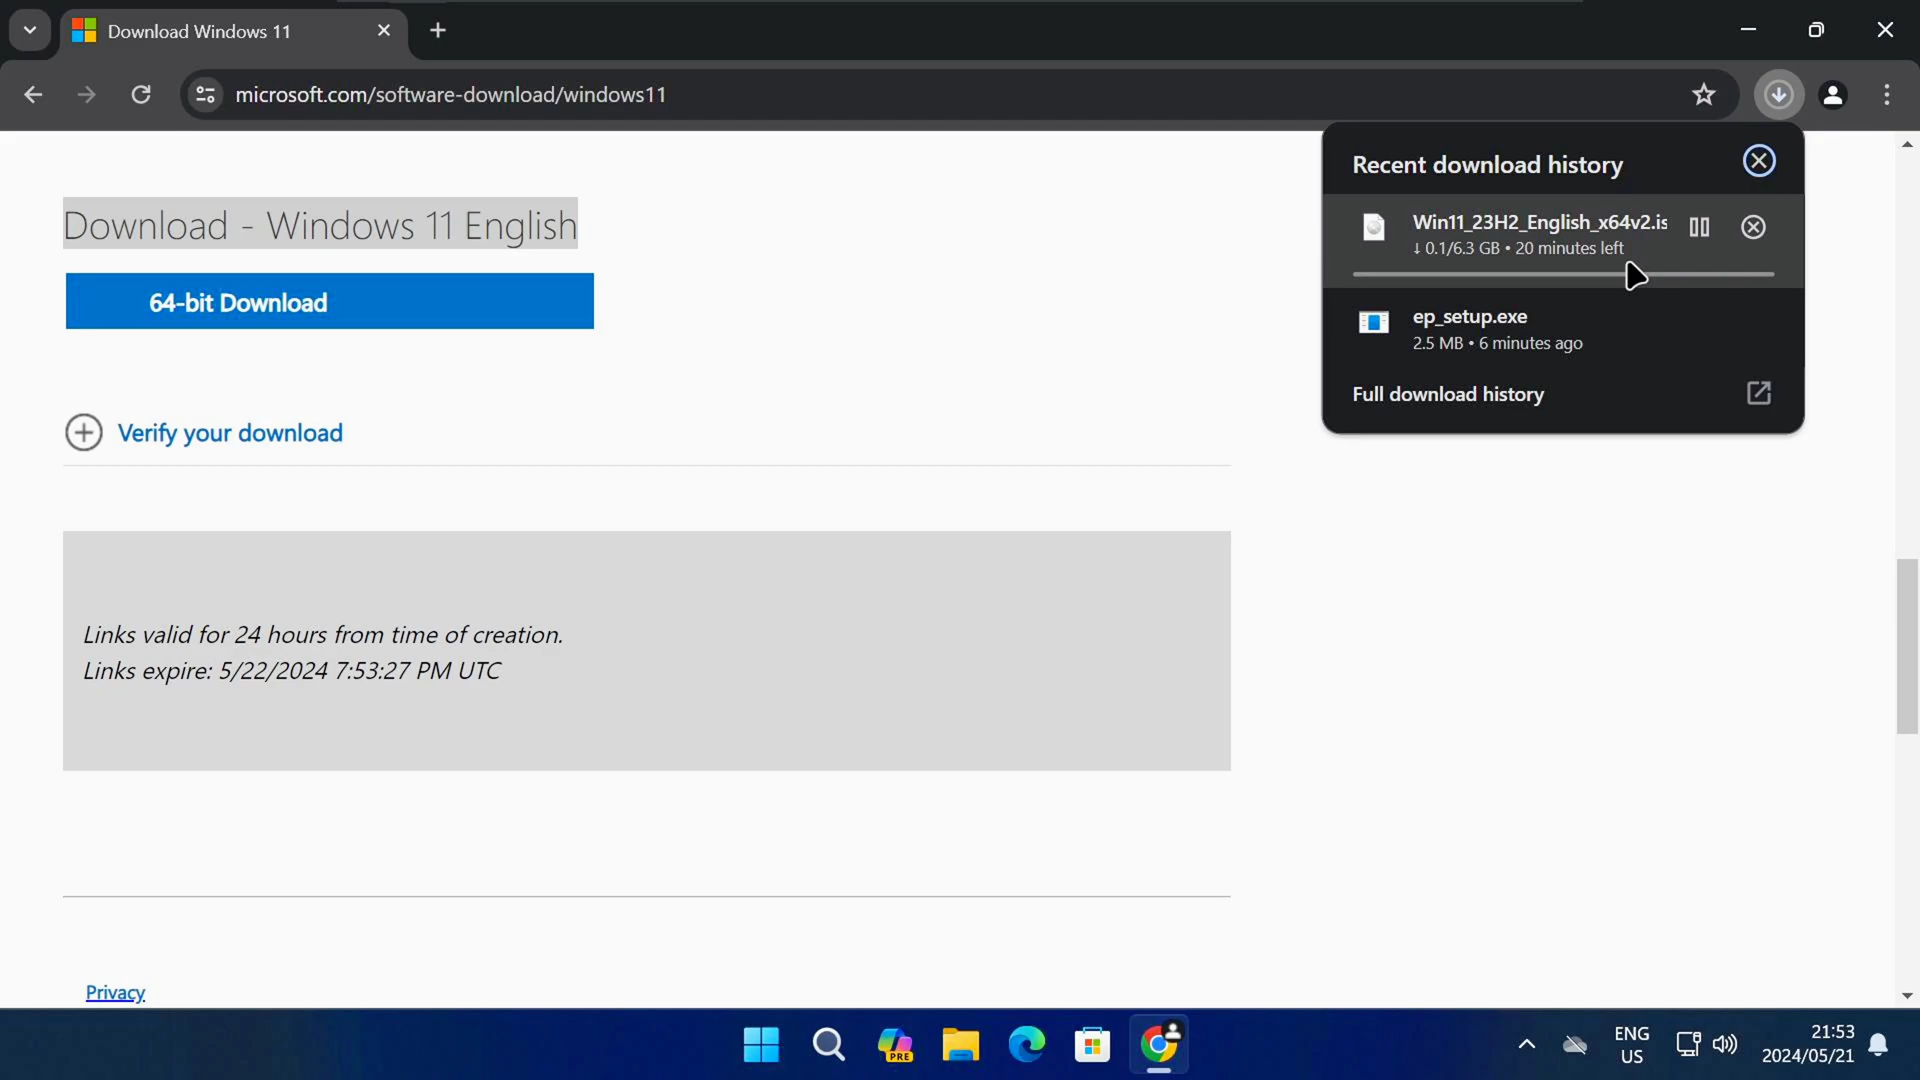 Download Windows 11
microsoft.com/software-download/windows11
Recent download history
Win11_23H2_English_x64v2.is
↓ 0.1/6.3 GB • 20 minutes left
ep_setup.exe
2.5 MB • 6 minutes ago
Full download history
Download - Windows 11 English
64-bit Download
Verify your download
Links valid for 24 hours from time of creation.
Links expire: 5/22/2024 7:53:27 PM UTC
Privacy
PRE
ENG
US
21:53
2024/05/21